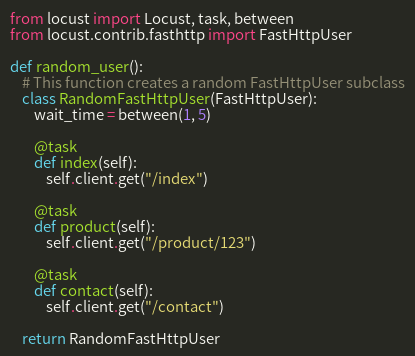 from locust import Locust, task, between
from locust.contrib.fasthttp import FastHttpUser

def random_user():
    # This function creates a random FastHttpUser subclass
    class RandomFastHttpUser(FastHttpUser):
        wait_time = between(1, 5)

        @task
        def index(self):
            self.client.get("/index")

        @task
        def product(self):
            self.client.get("/product/123")

        @task
        def contact(self):
            self.client.get("/contact")

    return RandomFastHttpUser